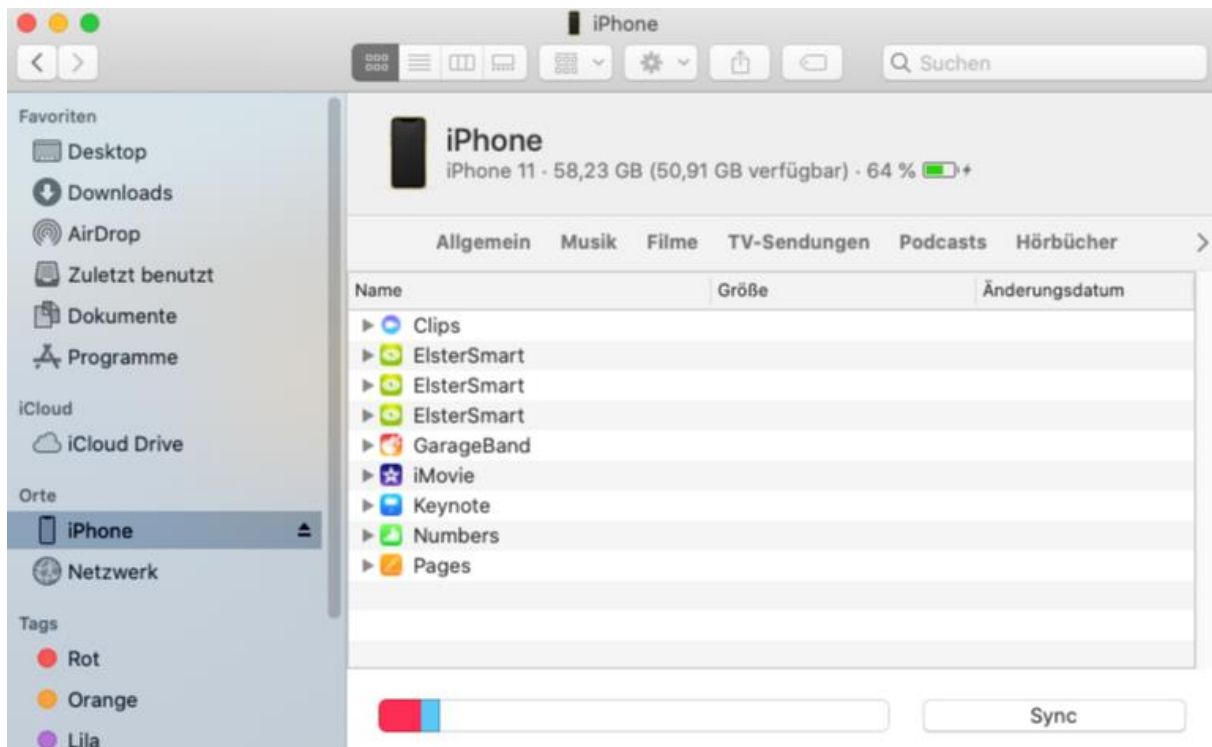 iPhone
Suchen
Favoriten
Desktop
Downloads
AirDrop
Zuletzt benutzt
Dokumente
Programme
iCloud
iCloud Drive
Orte
iPhone
Netzwerk
Tags
Rot
Orange
Lila
iPhone
iPhone 11 · 58,23 GB (50,91 GB verfügbar) · 64 %
Allgemein Musik Filme TV-Sendungen Podcasts Hörbücher
Name Größe Änderungsdatum
Clips
ElsterSmart
ElsterSmart
ElsterSmart
GarageBand
iMovie
Keynote
Numbers
Pages
Sync